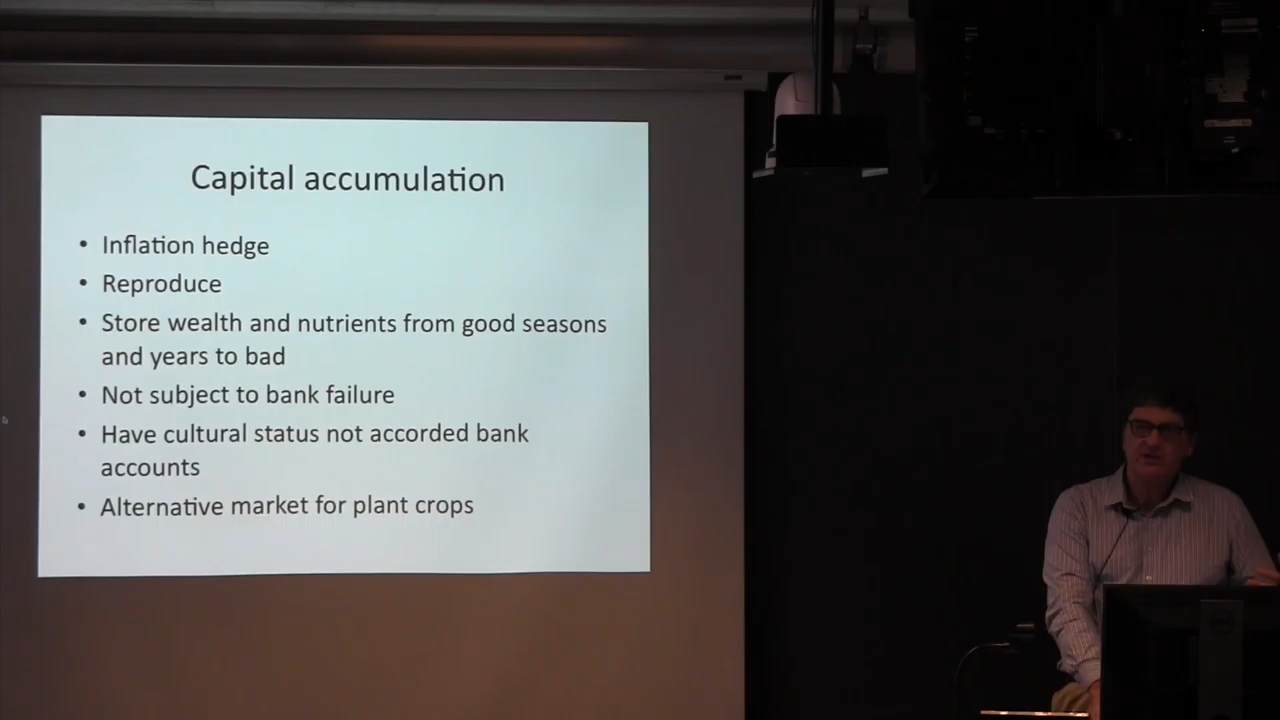 Capital accumulation
• Inflation hedge
• Reproduce
• Store wealth and nutrients from good seasons
and years to bad
• Not subject to bank failure
• Have cultural status not accorded bank
accounts
• Alternative market for plant crops